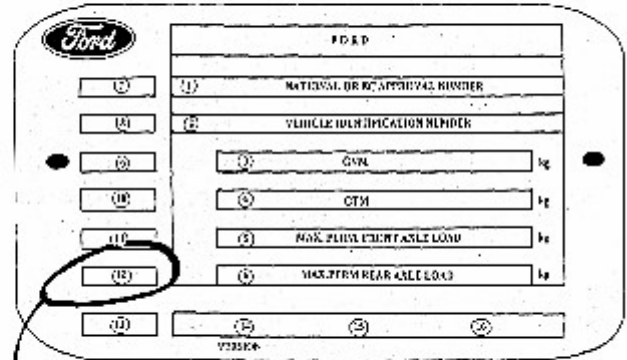 Ford
FORD
7 1 NATIONAL OR EC APPROVAL NUMBER
8 2 VEHICLE IDENTIFICATION NUMBER
9 3 GVM kg
10 4 GTM kg
11 5 MAX. PERM FRONT AXLE LOAD kg
12 6 MAX. PERM REAR AXLE LOAD kg
13 14 15 16
VERSION